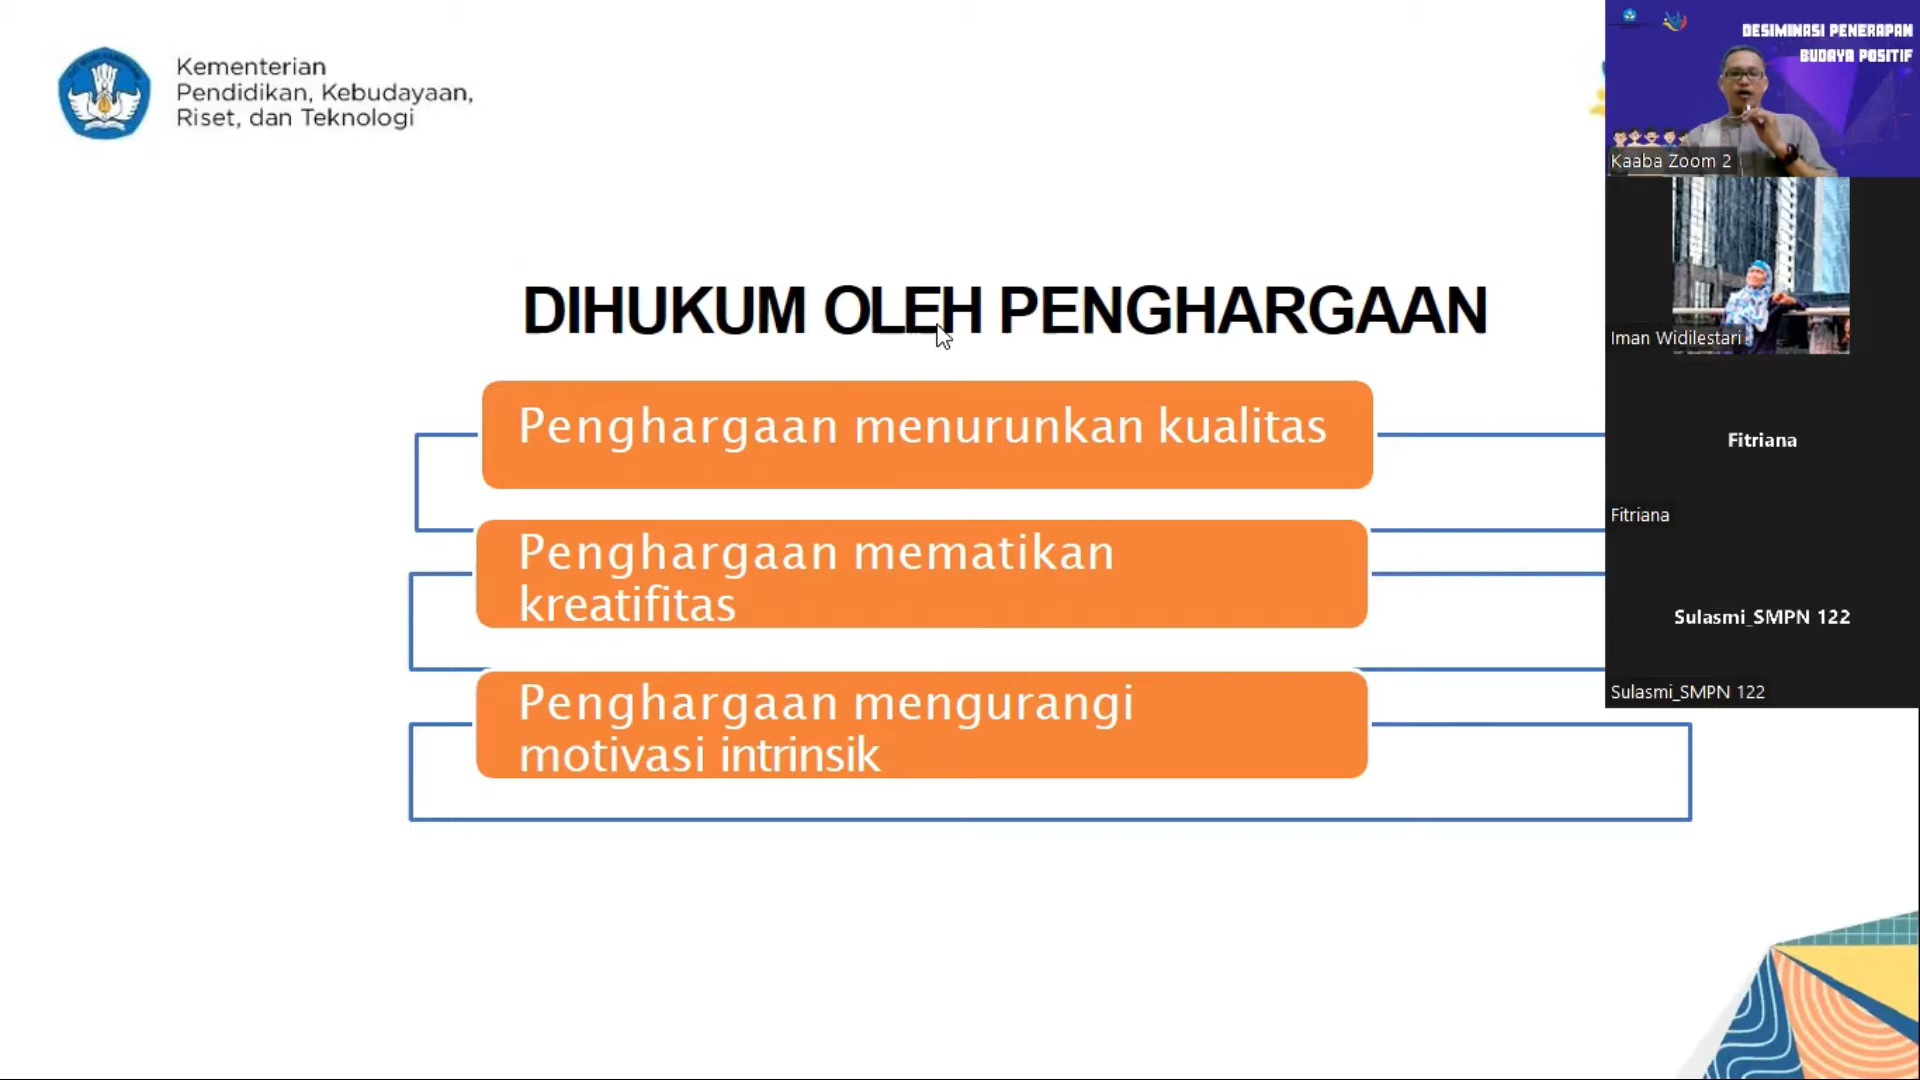 Kementerian
Pendidikan, Kebudayaan,
Riset, dan Teknologi
DIHUKUM OLEH PENGHARGAAN
Penghargaan menurunkan kualitas
Penghargaan mematikan
kreatifitas
Penghargaan mengurangi
motivasi intrinsik
DESIMINASI PENERAPAN
BUDAYA POSITIF
Kaaba Zoom 2
Iman Widilestari
Fitriana
Fitriana
Sulasmi_SMPN 122
Sulasmi_SMPN 122